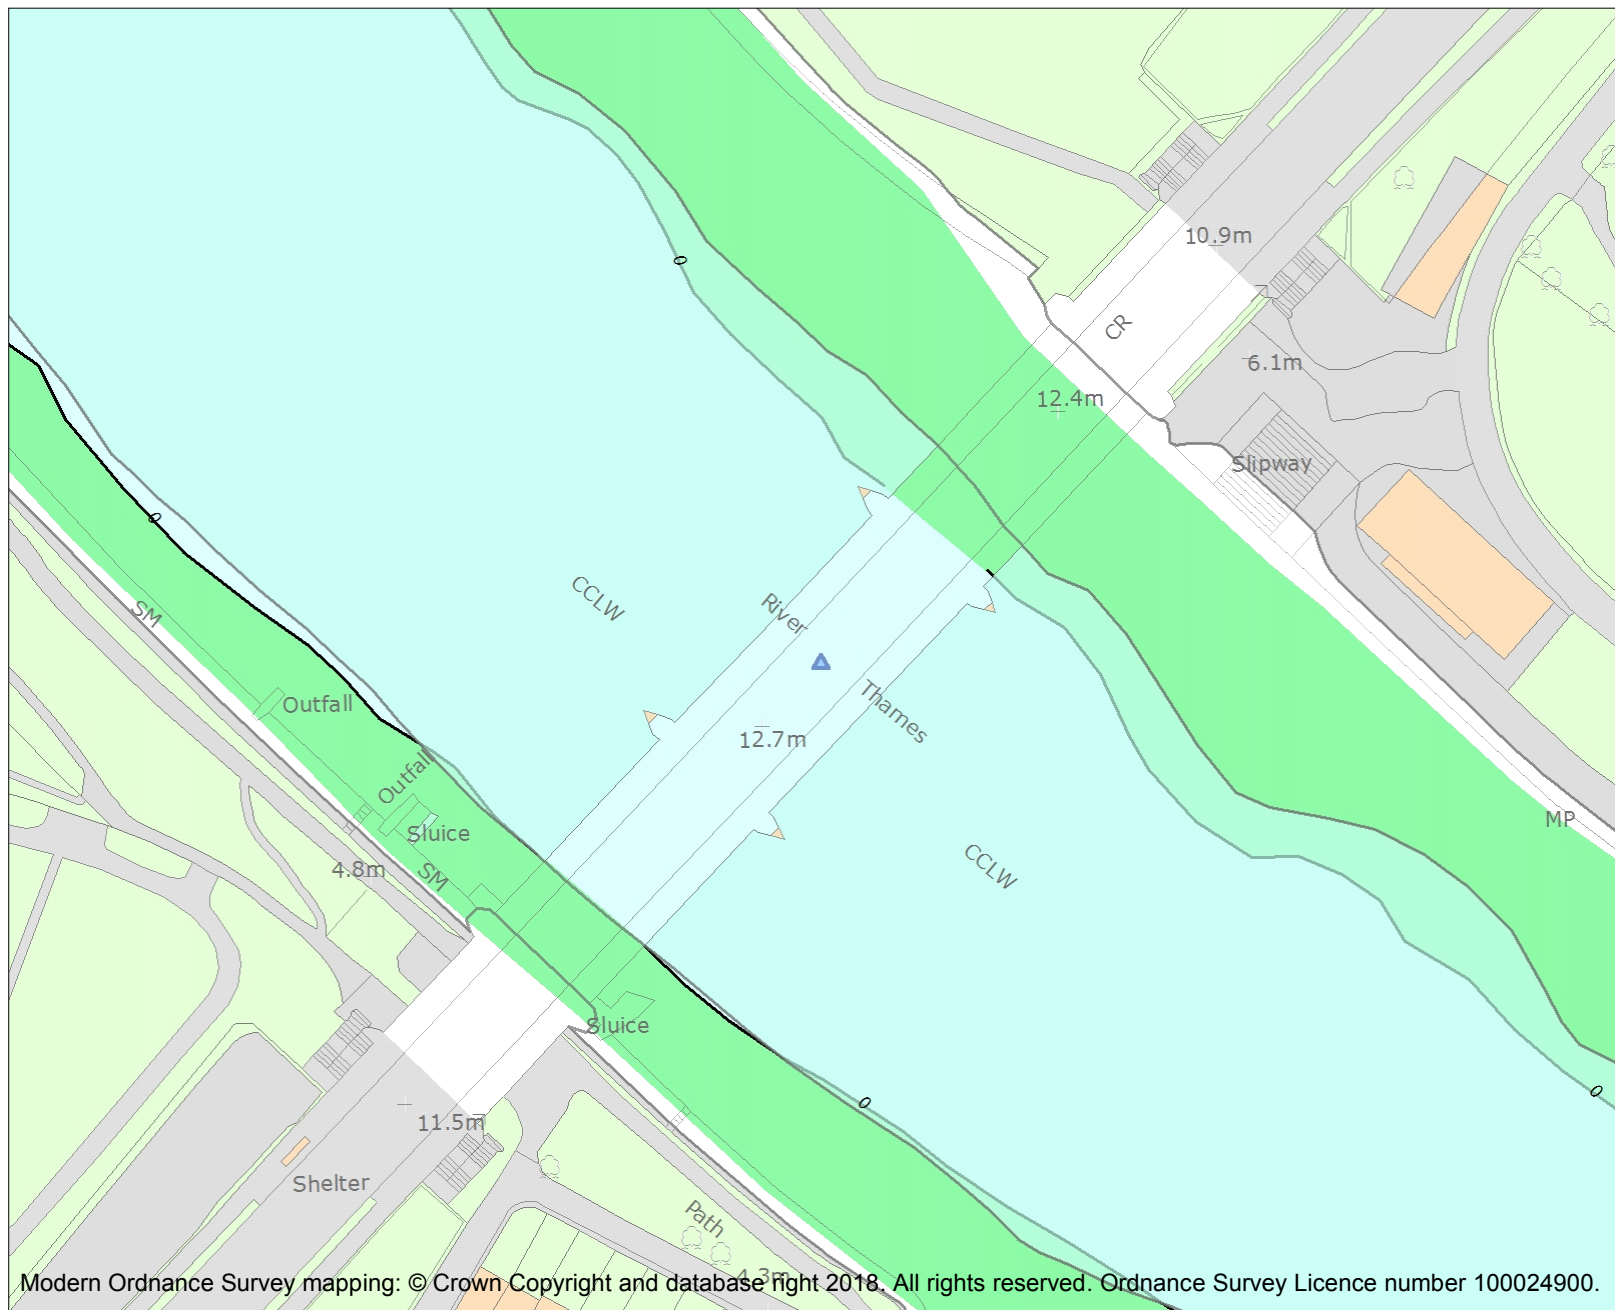 10.9m
0
CR
6.1m
12.4m
Slipway
0
CCLW
River
SM
Outfall
Thames
12.7m
Outfall
MP
Sluice
4.8m
SM
CCLW
Sluice
0
0
11.5m
Shelter
Path
4.3m
Modern Ordnance Survey mapping: © Crown Copyright and database right 2018. All rights reserved. Ordnance Survey Licence number 100024900.